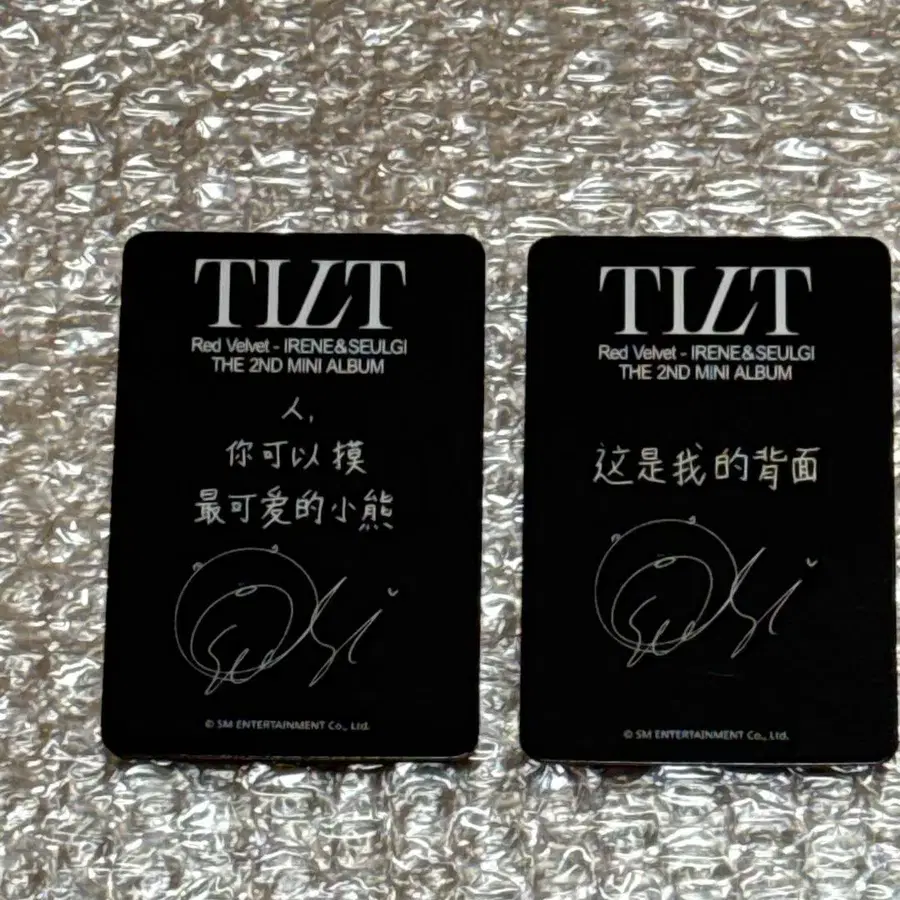 TILT
Red Velvet - IRENE&SEULGI
THE 2ND MINI ALBUM
人,
你可以摸
最可爱的小熊
Seulgi
© SM ENTERTAINMENT Co., Ltd.
TILT
Red Velvet - IRENE&SEULGI
THE 2ND MINI ALBUM
这是我的背面
Seulgi
© SM ENTERTAINMENT Co., Ltd.